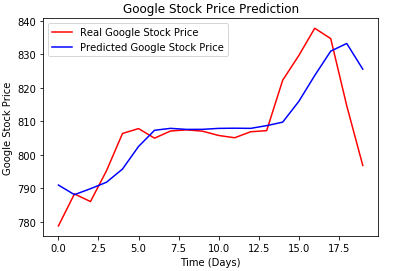 Google Stock Price Prediction
Real Google Stock Price
Predicted Google Stock Price
Google Stock Price
840
830
820
810
800
790
780
0.0 2.5 5.0 7.5 10.0 12.5 15.0 17.5
Time (Days)